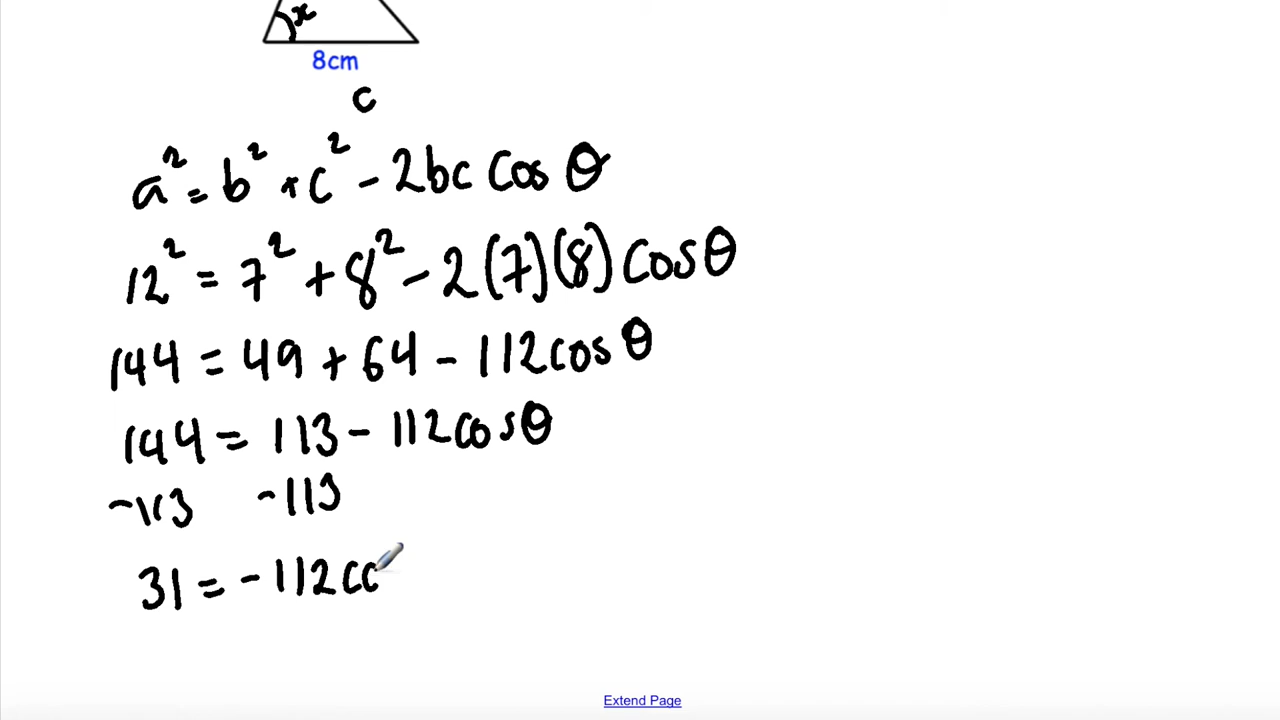 x
8cm
c
a² = b² + c² - 2bc cos θ
12² = 7² + 8² - 2(7)(8) cosθ
144 = 49 + 64 - 112cos θ
144 = 113 - 112cosθ
-113 -113
31 = -112co
Extend Page